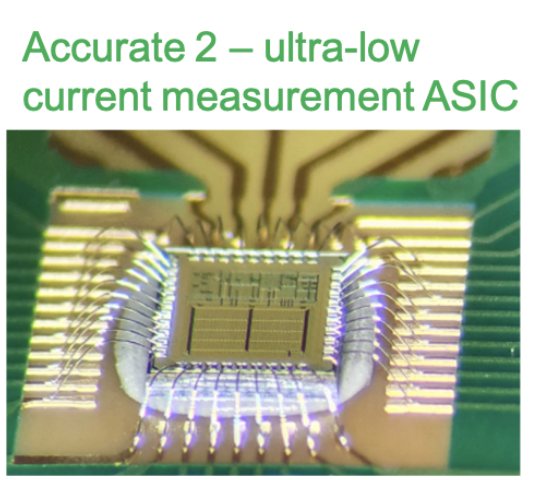 Accurate 2 – ultra-low
current measurement ASIC